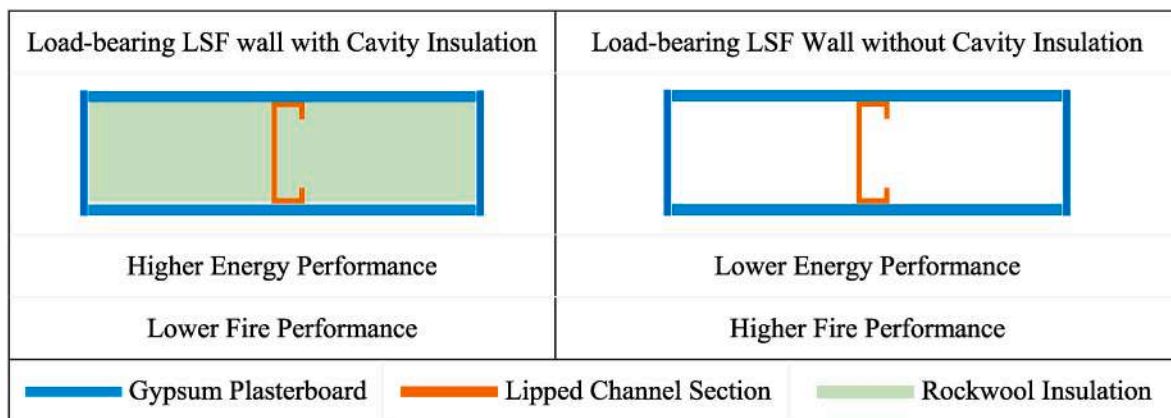 Load-bearing LSF wall with Cavity Insulation
Load-bearing LSF Wall without Cavity Insulation
Higher Energy Performance
Lower Energy Performance
Lower Fire Performance
Higher Fire Performance
Gypsum Plasterboard
Lipped Channel Section
Rockwool Insulation